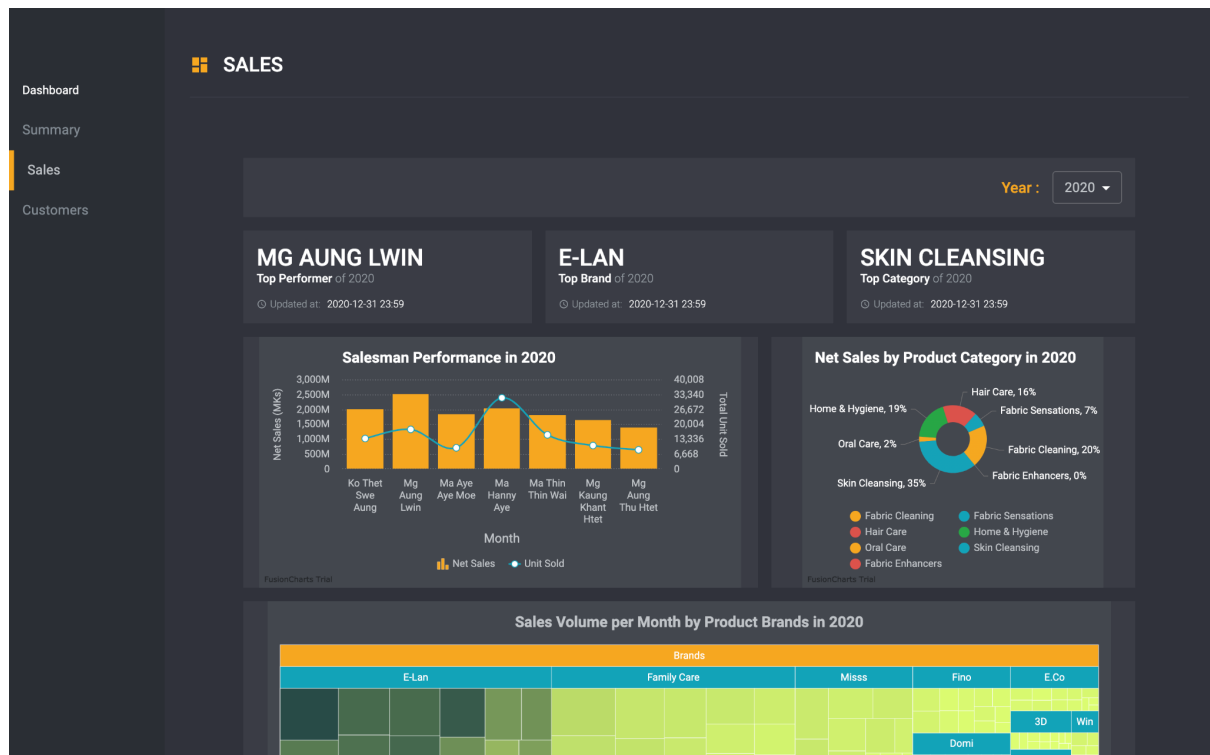 SALES
Dashboard
Summary
Sales
Customers
Year :
2020
MG AUNG LWIN
Top Performer of 2020
Updated at: 2020-12-31 23:59
E-LAN
Top Brand of 2020
Updated at: 2020-12-31 23:59
SKIN CLEANSING
Top Category of 2020
Updated at: 2020-12-31 23:59
Salesman Performance in 2020
Net Sales (MKs)
3,000M
2,500M
2,000M
1,500M
1,000M
500M
0
40,008
33,340
26,672
20,004
13,336
6,668
0
Total Unit Sold
Ko Thet
Swe
Aung
Mg
Aung
Lwin
Ma Aye
Aye Moe
Ma
Hanny
Aye
Ma Thin
Thin Wai
Mg
Kaung
Khant
Htet
Mg
Aung
Thu Htet
Month
Net Sales
Unit Sold
FusionCharts Trial
Net Sales by Product Category in 2020
Hair Care, 16%
Home & Hygiene, 19%
Fabric Sensations, 7%
Oral Care, 2%
Fabric Cleaning, 20%
Fabric Enhancers, 0%
Skin Cleansing, 35%
Fabric Cleaning
Fabric Sensations
Hair Care
Home & Hygiene
Oral Care
Skin Cleansing
Fabric Enhancers
FusionCharts Trial
Sales Volume per Month by Product Brands in 2020
Brands
E-Lan
Family Care
Misss
Fino
E.Co
3D
Win
Domi